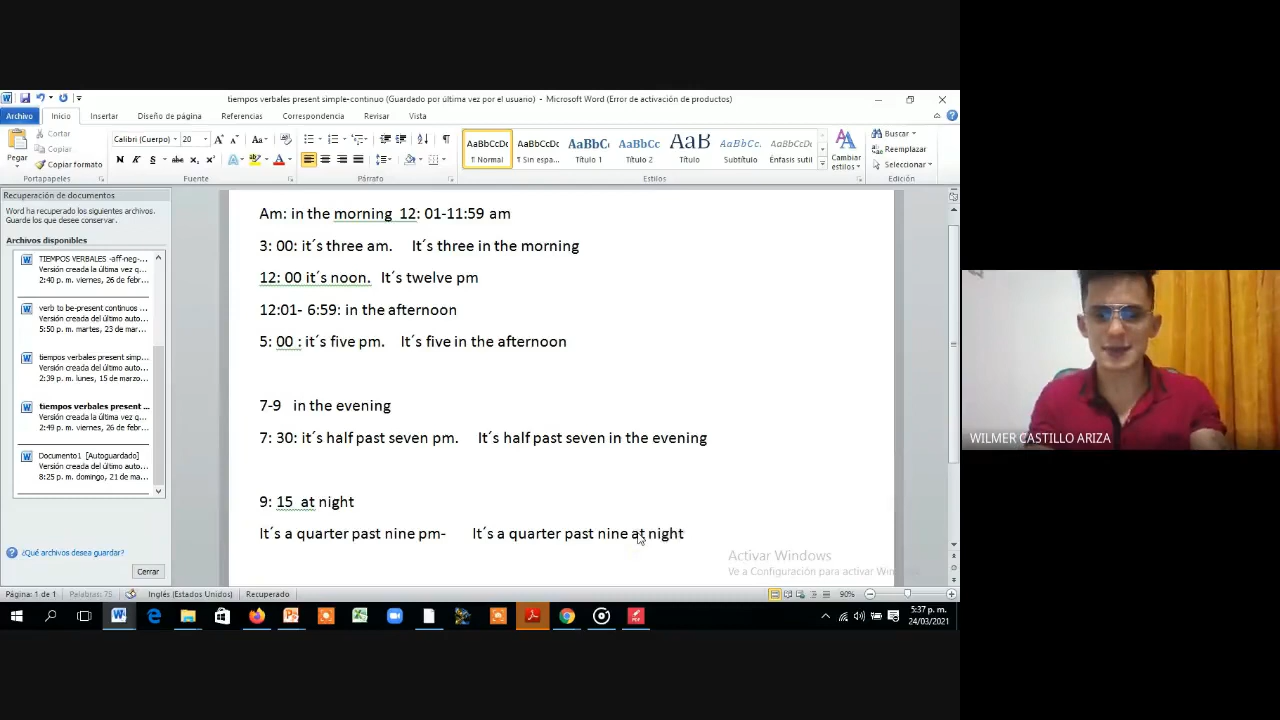 tiempos verbales present simple-continuo (Guardado por última vez por el usuario) - Microsoft Word (Error de activación de productos)
Archivo Inicio Insertar Diseño de página Referencias Correspondencia Revisar Vista
Pegar
Cortar
Copiar
Copiar formato
Portapapeles
Calibri (Cuerpo) 20
Fuente
Párrafo
AaBbCcDc AaBbCcDc AaBbC AaBbCc AaB AaBbCc. AaBbCcDc
¶ Normal ¶ Sin espa... Título 1 Título 2 Título Subtítulo Énfasis sutil
Estilos
Cambiar estilos
Buscar
Reemplazar
Seleccionar
Edición
Recuperación de documentos
Word ha recuperado los siguientes archivos.
Guarde los que desee conservar.
Archivos disponibles
TIEMPOS VERBALES -aff-neg-...
Versión creada la última vez q...
2:40 p. m. viernes, 26 de febr...
verb to be-present continuos ...
Versión creada del último auto...
5:50 p. m. martes, 23 de mar...
tiempos verbales present simp...
Versión creada del último auto...
2:39 p. m. lunes, 15 de marzo...
tiempos verbales present ...
Versión creada la última vez q...
2:49 p. m. viernes, 26 de feb...
Documento1 [Autoguardado]
Versión creada del último auto...
8:25 p. m. domingo, 21 de ma...
¿Qué archivos desea guardar?
Cerrar
Am: in the morning 12: 01-11:59 am
3: 00: it´s three am. It´s three in the morning
12: 00 it´s noon. It´s twelve pm
12:01- 6:59: in the afternoon
5: 00 : it´s five pm. It´s five in the afternoon
7-9 in the evening
7: 30: it´s half past seven pm. It´s half past seven in the evening
9: 15 at night
It´s a quarter past nine pm- It´s a quarter past nine at night
Activar Windows
Ve a Configuración para activar
WILMER CASTILLO ARIZA
Página: 1 de 1 Palabras: 75 Inglés (Estados Unidos) Recuperado 90%
5:37 p. m.
24/03/2021